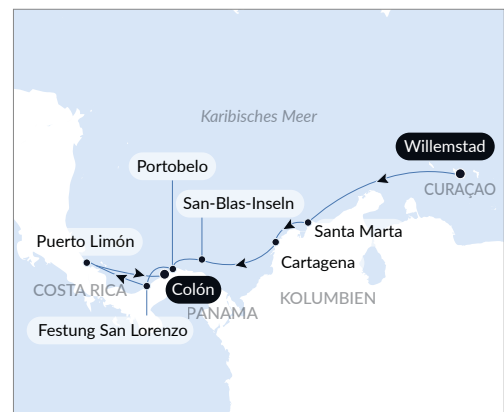 Karibisches Meer
Willemstad
Portobelo
CURAÇAO
San-Blas-Inseln
Santa Marta
Puerto Limón
Cartagena
COSTA RICA
Colón
KOLUMBIEN
PANAMA
Festung San Lorenzo